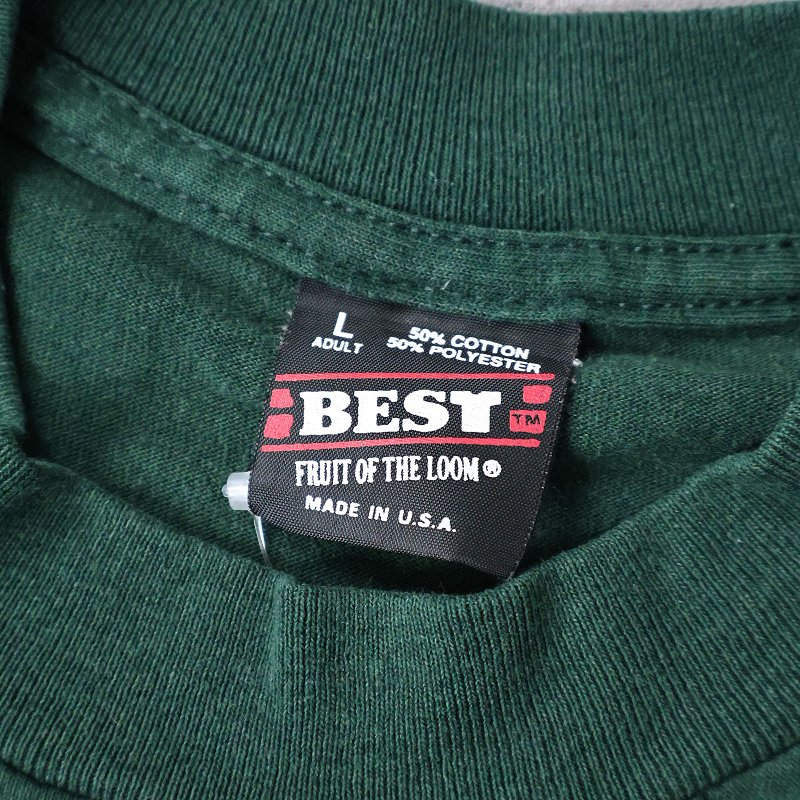 L
ADULT
50% COTTON
50% POLYESTER
BEST
TM
FRUIT OF THE LOOM®
MADE IN U.S.A.